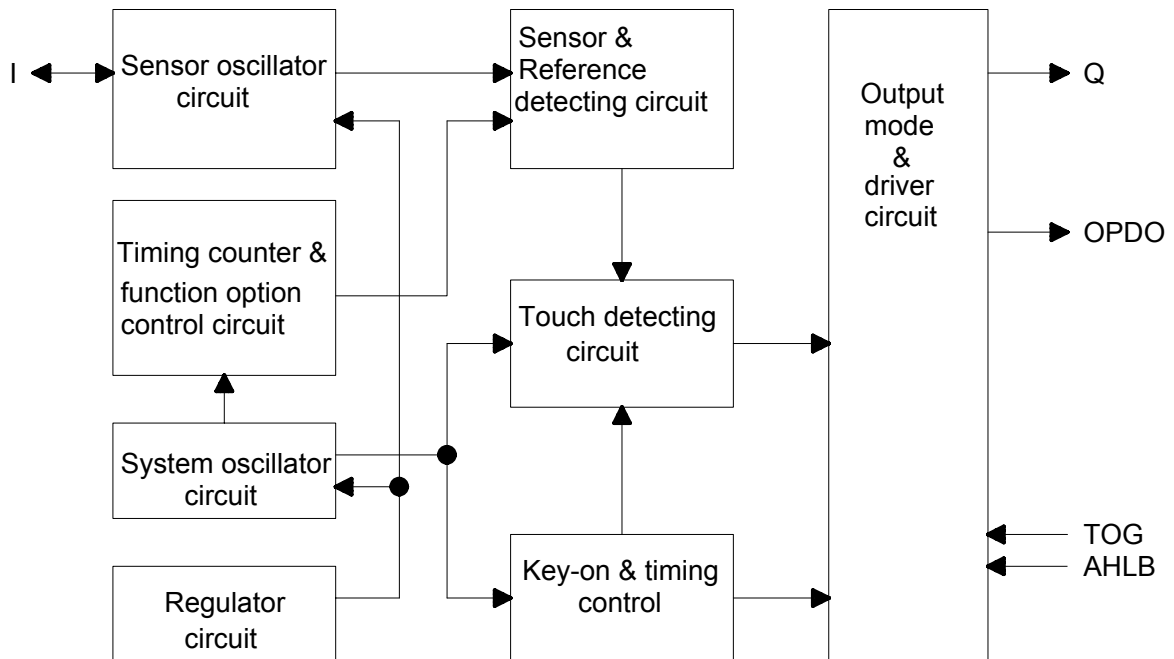 I
Sensor oscillator
circuit
Sensor &
Reference
detecting circuit
Output
mode
&
driver
circuit
Q
OPDO
TOG
AHLB
Timing counter &
function option
control circuit
Touch detecting
circuit
System oscillator
circuit
Key-on & timing
control
Regulator
circuit